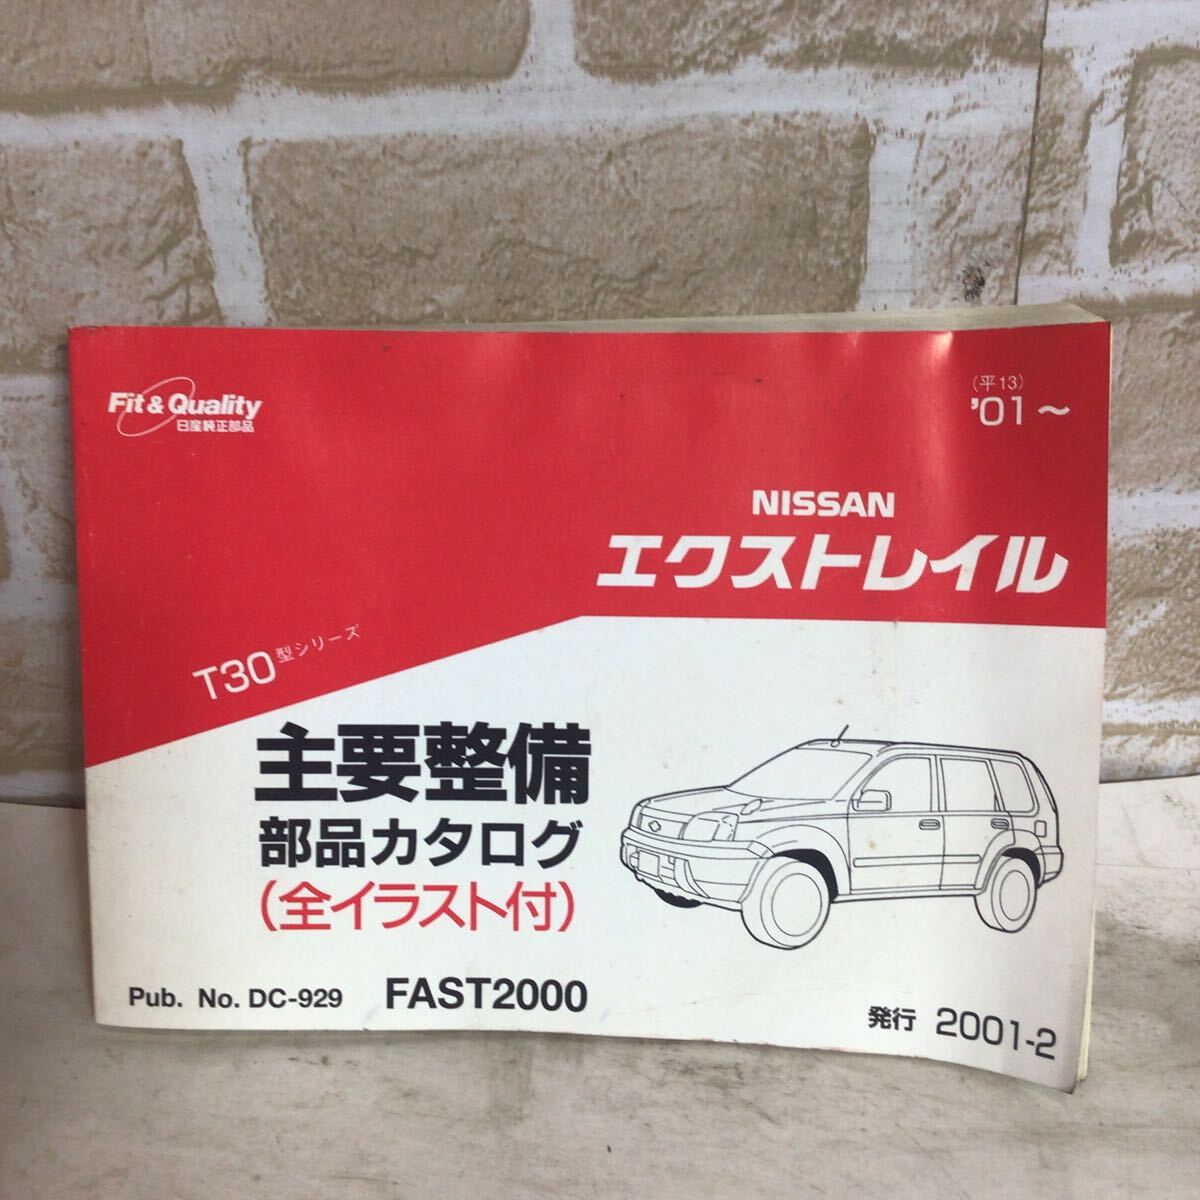 Fit & Quality
日産純正部品
（平13）
'01～
NISSAN
エクストレイル
T30型シリーズ
主要整備
部品カタログ
（全イラスト付）
Pub. No. DC-929 FAST2000
発行 2001-2